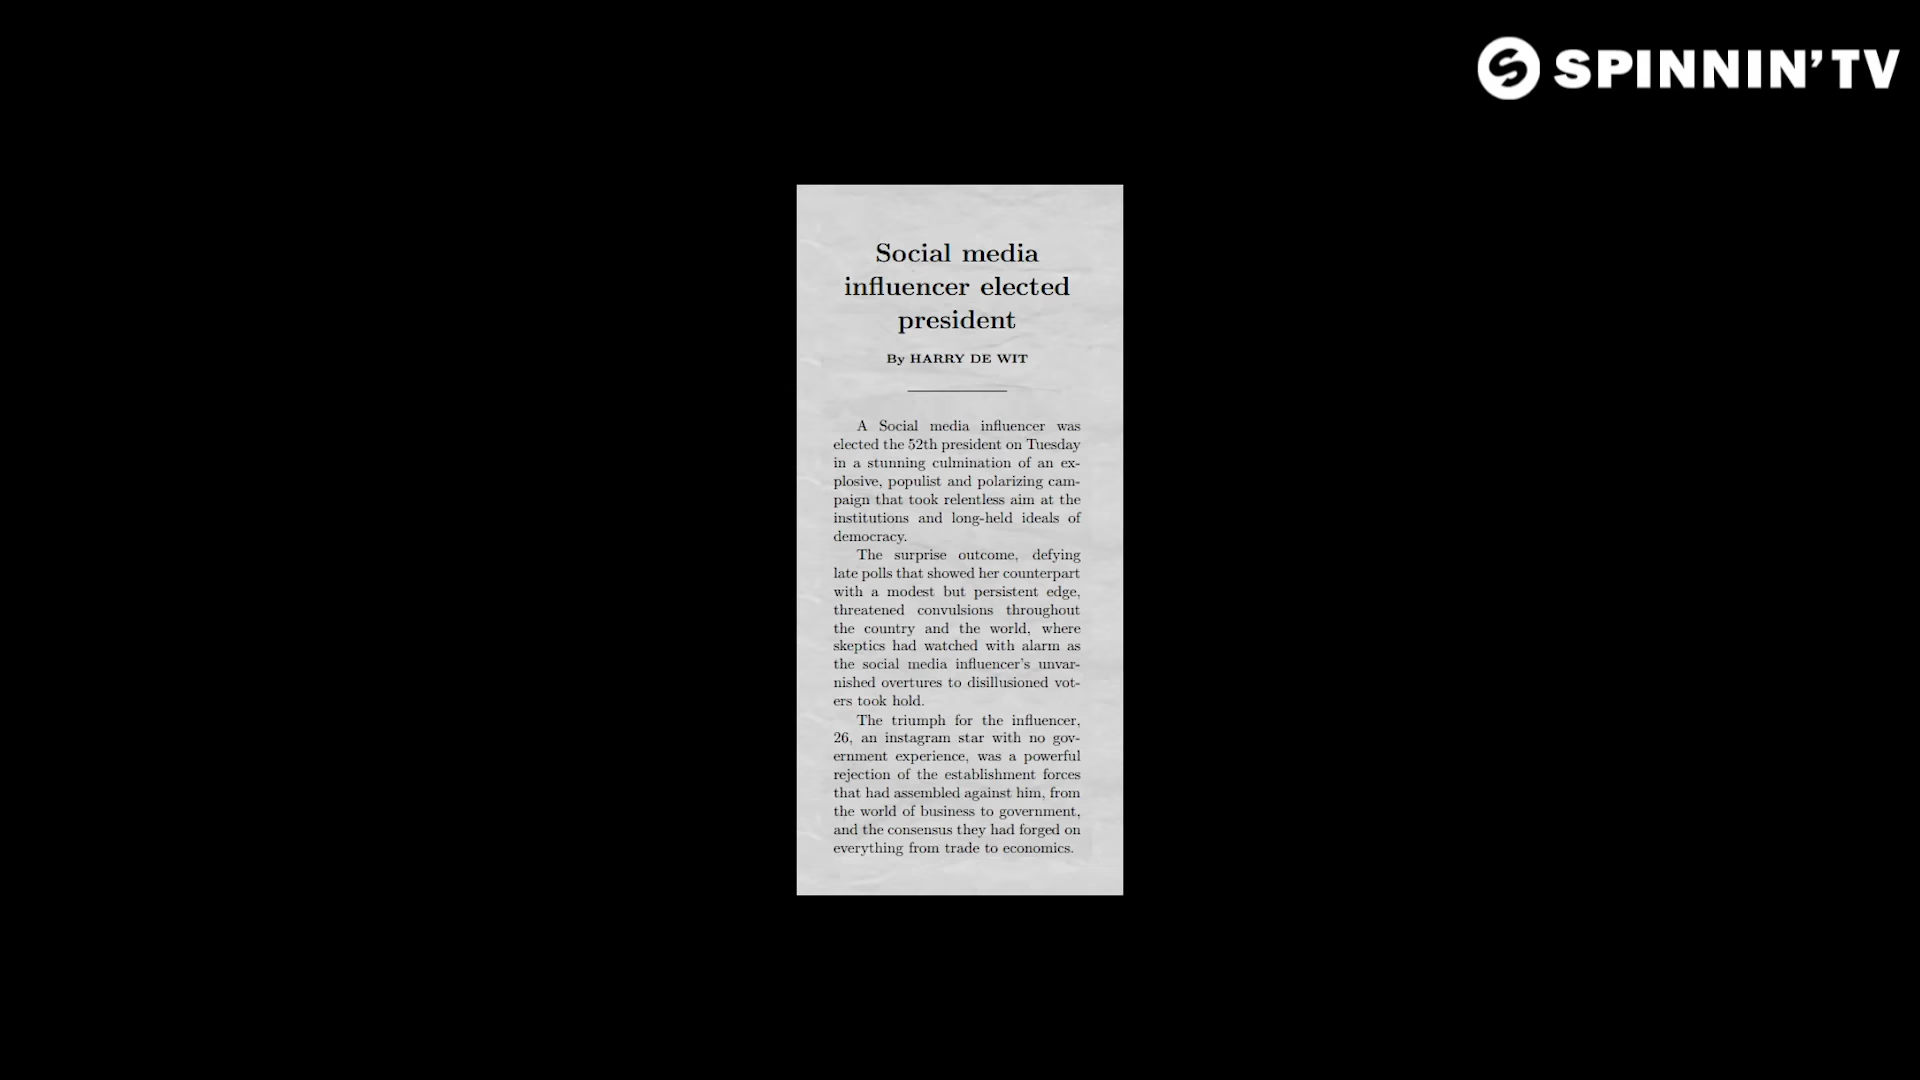 SPINNIN' TV
Social media
influencer elected
president
By HARRY DE WIT
A Social media influencer was
elected the 52th president on Tuesday
in a stunning culmination of an ex-
plosive, populist and polarizing cam-
paign that took relentless aim at the
institutions and long-held ideals of
democracy.
The surprise outcome, defying
late polls that showed her counterpart
with a modest but persistent edge,
threatened convulsions throughout
the country and the world, where
skeptics had watched with alarm as
the social media influencer's unvar-
nished overtures to disillusioned vot-
ers took hold.
The triumph for the influencer,
26, an instagram star with no gov-
ernment experience, was a powerful
rejection of the establishment forces
that had assembled against him, from
the world of business to government,
and the consensus they had forged on
everything from trade to economics.